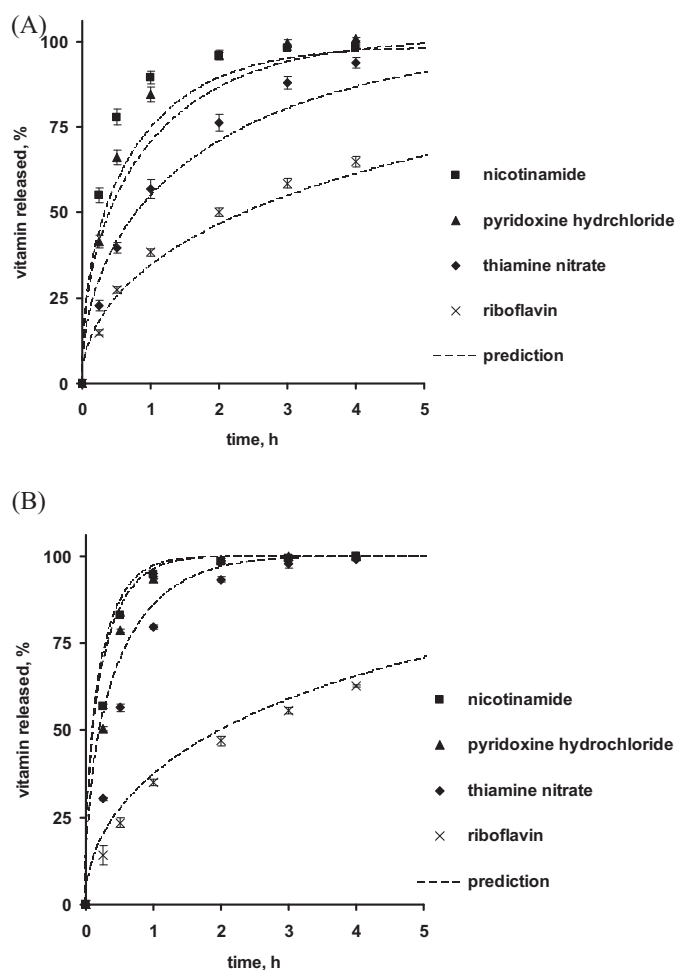 (A)
100
75
50
25
0
vitamin released, %
0 1 2 3 4 5
time, h
nicotinamide
pyridoxine hydrchloride
thiamine nitrate
riboflavin
prediction
(B)
100
75
50
25
0
vitamin released, %
0 1 2 3 4 5
time, h
nicotinamide
pyridoxine hydrochloride
thiamine nitrate
riboflavin
prediction